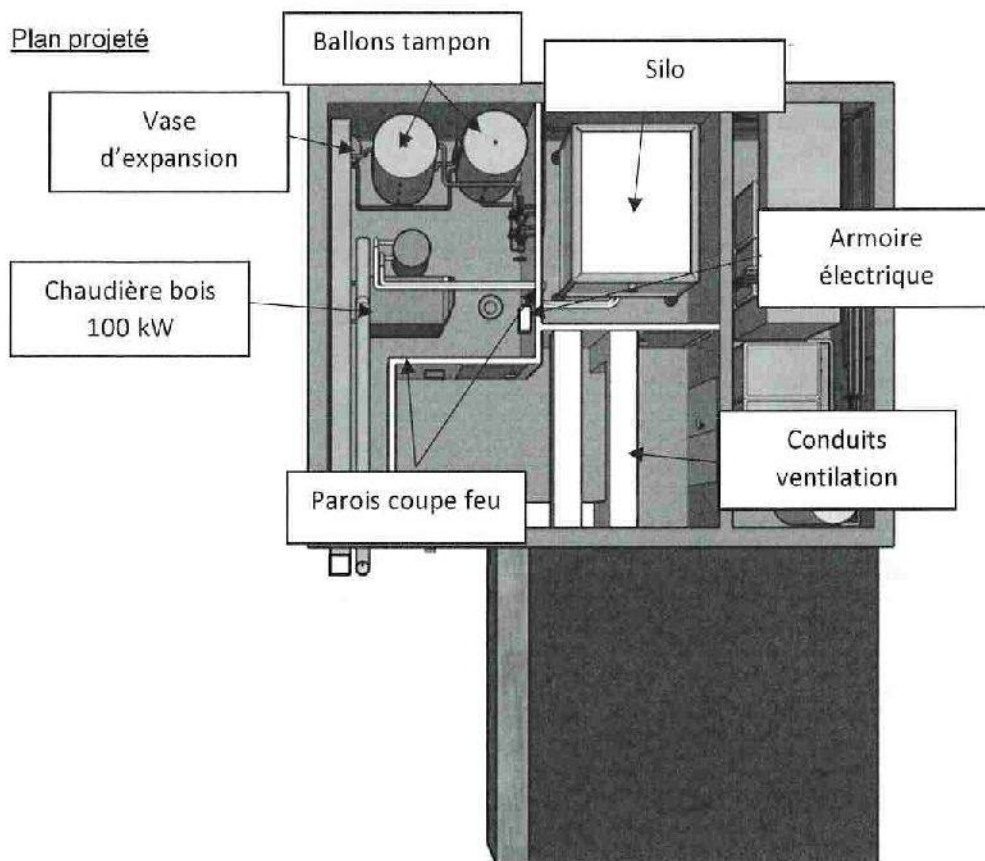 Plan projeté
Ballons tampon
Silo
Vase
d'expansion
Armoire
électrique
Chaudière bois
100 kW
Conduits
ventilation
Parois coupe feu